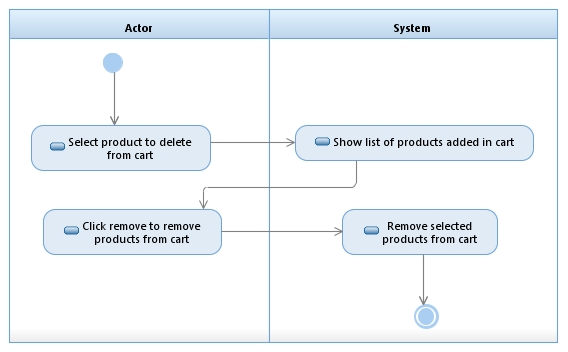 Actor
System
Select product to delete
from cart
Show list of products added in cart
Click remove to remove
products from cart
Remove selected
products from cart